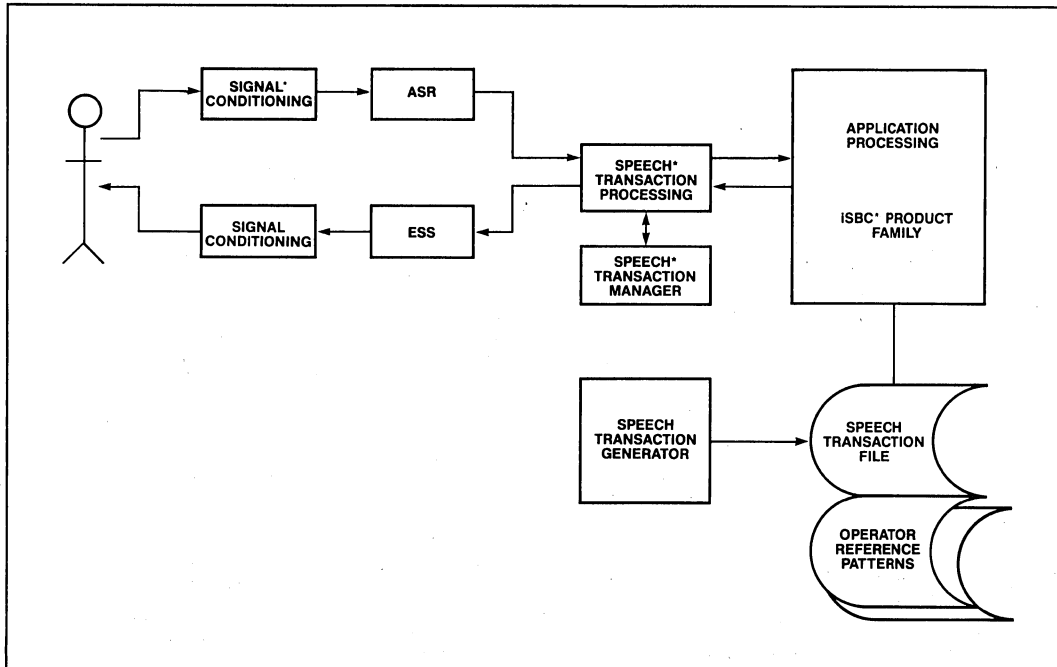 SIGNAL*
CONDITIONING
ASR
SPEECH*
TRANSACTION
PROCESSING
APPLICATION
PROCESSING
iSBC* PRODUCT
FAMILY
SIGNAL
CONDITIONING
ESS
SPEECH*
TRANSACTION
MANAGER
SPEECH
TRANSACTION
GENERATOR
SPEECH
TRANSACTION
FILE
OPERATOR
REFERENCE
PATTERNS